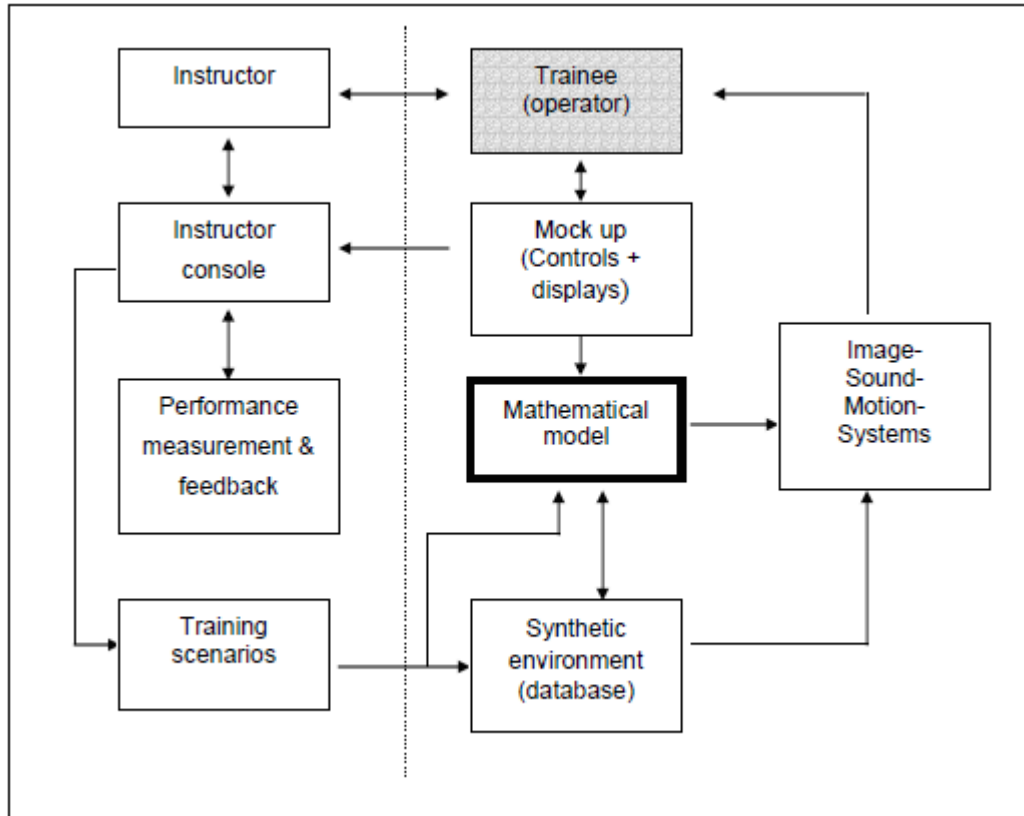 Instructor
Trainee
(operator)
Instructor
console
Mock up
(Controls +
displays)
Image-
Sound-
Motion-
Systems
Performance
measurement &
feedback
Mathematical
model
Training
scenarios
Synthetic
environment
(database)